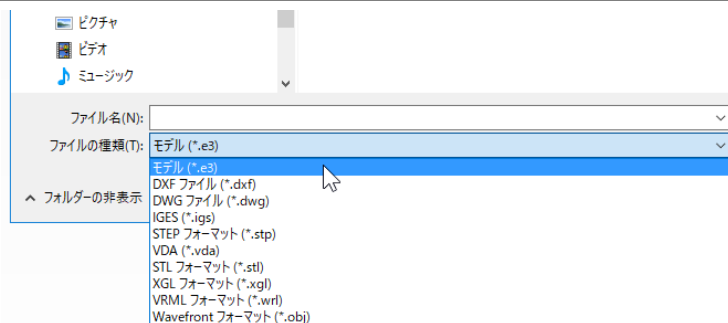 ピクチャ
ビデオ
ミュージック
ファイル名(N):
ファイルの種類(T): モデル (*.e3)
モデル (*.e3)
DXF ファイル (*.dxf)
フォルダーの非表示
DWG ファイル (*.dwg)
IGES (*.igs)
STEP フォーマット (*.stp)
VDA (*.vda)
STL フォーマット (*.stl)
XGL フォーマット (*.xgl)
VRML フォーマット (*.wrl)
Wavefront フォーマット (*.obj)